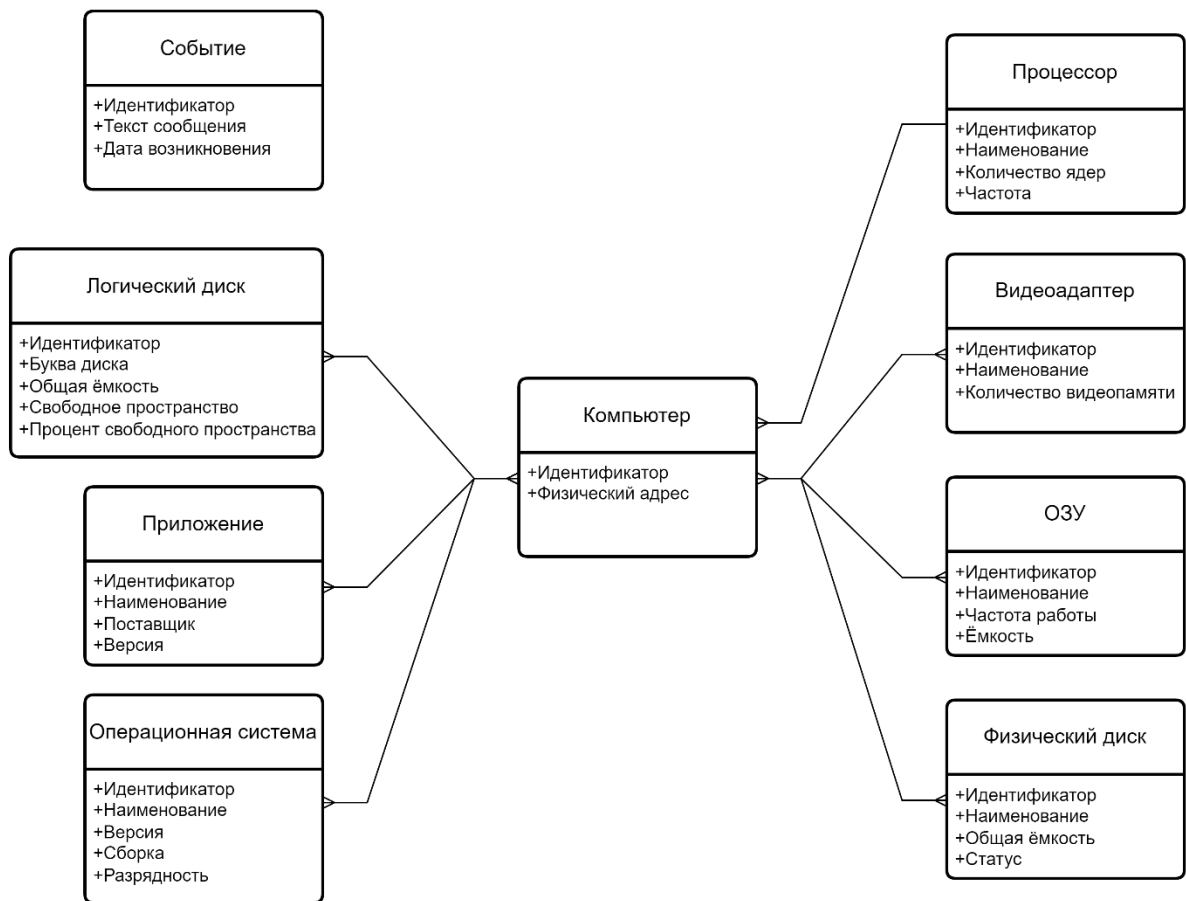 Событие
+Идентификатор
+Текст сообщения
+Дата возникновения
Логический диск
+Идентификатор
+Буква диска
+Общая ёмкость
+Свободное пространство
+Процент свободного пространства
Приложение
+Идентификатор
+Наименование
+Поставщик
+Версия
Операционная система
+Идентификатор
+Наименование
+Версия
+Сборка
+Разрядность
Компьютер
+Идентификатор
+Физический адрес
Процессор
+Идентификатор
+Наименование
+Количество ядер
+Частота
Видеоадаптер
+Идентификатор
+Наименование
+Количество видеопамяти
ОЗУ
+Идентификатор
+Наименование
+Частота работы
+Ёмкость
Физический диск
+Идентификатор
+Наименование
+Общая ёмкость
+Статус